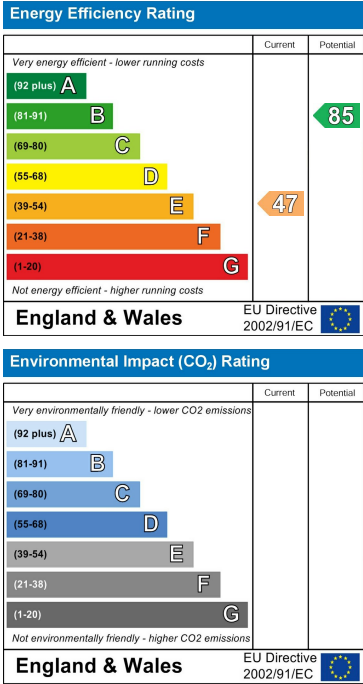 Energy Efficiency Rating
Current Potential
Very energy efficient - lower running costs
(92 plus) A
(81-91) B 85
(69-80) C
(55-68) D
(39-54) E 47
(21-38) F
(1-20) G
Not energy efficient - higher running costs
England & Wales EU Directive
2002/91/EC
Environmental Impact (CO₂) Rating
Current Potential
Very environmentally friendly - lower CO2 emissions
(92 plus) A
(81-91) B
(69-80) C
(55-68) D
(39-54) E
(21-38) F
(1-20) G
Not environmentally friendly - higher CO2 emissions
England & Wales EU Directive
2002/91/EC